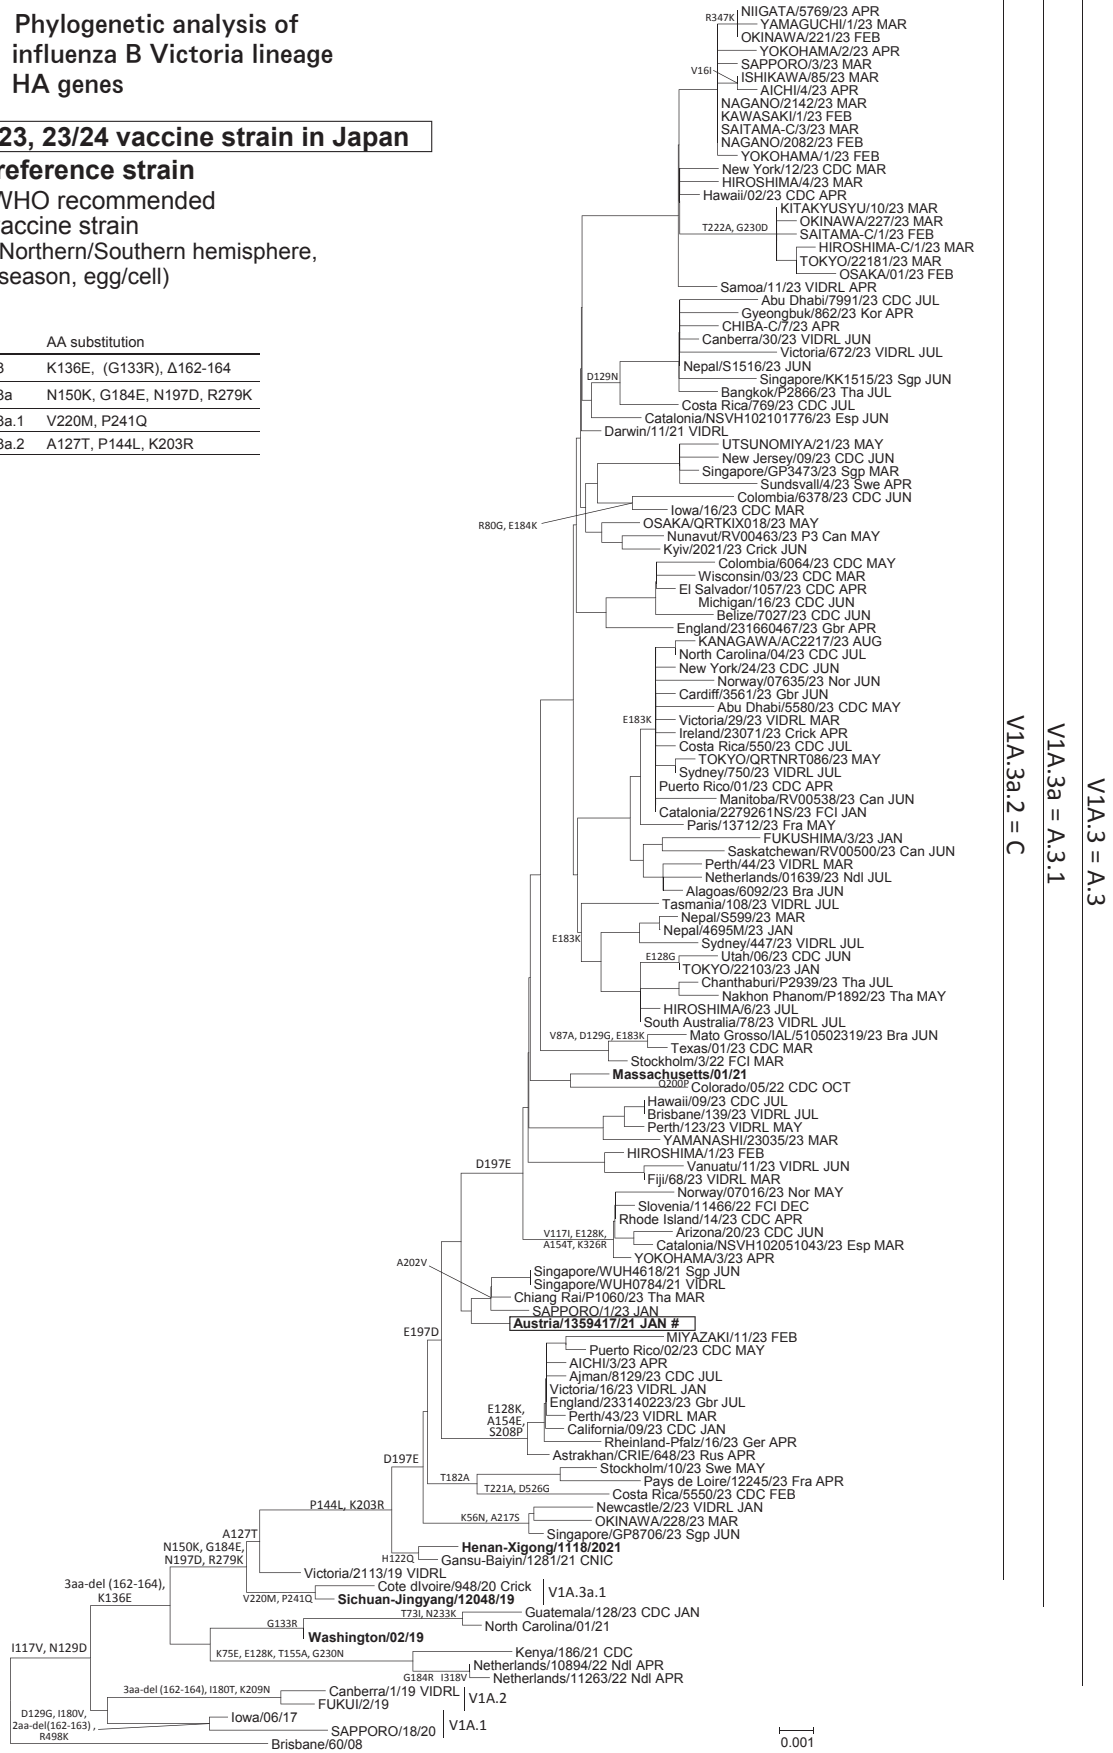 Phylogenetic analysis of
influenza B Victoria lineage
HA genes
23, 23/24 vaccine strain in Japan
reference strain
WHO recommended
accine strain
Northern/Southern hemisphere,
season, egg/cell)
AA substitution
3 K136E, (G133R), Δ162-164
3a N150K, G184E, N197D, R279K
3a.1 V220M, P241Q
3a.2 A127T, P144L, K203R
NIIGATA/5769/23 APR
R347K
YAMAGUCHI/1/23 MAR
OKINAWA/221/23 FEB
YOKOHAMA/2/23 APR
SAPPORO/3/23 MAR
V16I
ISHIKAWA/85/23 MAR
AICHI/4/23 APR
NAGANO/2142/23 MAR
KAWASAKI/1/23 FEB
SAITAMA-C/3/23 MAR
NAGANO/2082/23 FEB
YOKOHAMA/1/23 FEB
New York/12/23 CDC MAR
HIROSHIMA/4/23 MAR
Hawaii/02/23 CDC APR
KITAKYUSYU/10/23 MAR
OKINAWA/227/23 MAR
T222A, G230D
SAITAMA-C/1/23 FEB
HIROSHIMA-C/1/23 MAR
TOKYO/22181/23 MAR
OSAKA/01/23 FEB
Samoa/11/23 VIDRL APR
Abu Dhabi/7991/23 CDC JUL
Gyeongbuk/862/23 Kor APR
CHIBA-C/7/23 APR
Canberra/30/23 VIDRL JUN
Victoria/672/23 VIDRL JUL
Nepal/S1516/23 JUN
D129N
Singapore/KK1515/23 Sgp JUN
Bangkok/P2866/23 Tha JUL
Costa Rica/769/23 CDC JUL
Catalonia/NSVH102101776/23 Esp JUN
Darwin/11/21 VIDRL
UTSUNOMIYA/21/23 MAY
New Jersey/09/23 CDC JUN
Singapore/GP3473/23 Sgp MAR
Sundsvall/4/23 Swe APR
Colombia/6378/23 CDC JUN
Iowa/16/23 CDC MAR
R80G, E184K
OSAKA/QRTKIX018/23 MAY
Nunavut/RV00463/23 P3 Can MAY
Kyiv/2021/23 Crick JUN
Colombia/6064/23 CDC MAY
Wisconsin/03/23 CDC MAR
El Salvador/1057/23 CDC APR
Michigan/16/23 CDC JUN
Belize/7027/23 CDC JUN
England/231660467/23 Gbr APR
KANAGAWA/AC2217/23 AUG
North Carolina/04/23 CDC JUL
New York/24/23 CDC JUN
Norway/07635/23 Nor JUN
Cardiff/3561/23 Gbr JUN
Abu Dhabi/5580/23 CDC MAY
E183K
Victoria/29/23 VIDRL MAR
Ireland/23071/23 Crick APR
Costa Rica/550/23 CDC JUL
TOKYO/QRTNRT086/23 MAY
Sydney/750/23 VIDRL JUL
Puerto Rico/01/23 CDC APR
Manitoba/RV00538/23 Can JUN
Catalonia/2279261NS/23 FCI JAN
Paris/13712/23 Fra MAY
FUKUSHIMA/3/23 JAN
Saskatchewan/RV00500/23 Can JUN
Perth/44/23 VIDRL MAR
Netherlands/01639/23 Ndl JUL
Alagoas/6092/23 Bra JUN
Tasmania/108/23 VIDRL JUL
Nepal/S599/23 MAR
Nepal/4695M/23 JAN
E183K
Sydney/447/23 VIDRL JUL
E128G
Utah/06/23 CDC JUN
TOKYO/22103/23 JAN
Chanthaburi/P2939/23 Tha JUL
Nakhon Phanom/P1892/23 Tha MAY
HIROSHIMA/6/23 JUL
South Australia/78/23 VIDRL JUL
V87A, D129G, E183K
Mato Grosso/IAL/510502319/23 Bra JUN
Texas/01/23 CDC MAR
Stockholm/3/22 FCI MAR
Massachusetts/01/21
Q200P
Colorado/05/22 CDC OCT
Hawaii/09/23 CDC JUL
Brisbane/139/23 VIDRL JUL
Perth/123/23 VIDRL MAY
YAMANASHI/23035/23 MAR
HIROSHIMA/1/23 FEB
D197E
Vanuatu/11/23 VIDRL JUN
Fiji/68/23 VIDRL MAR
Norway/07016/23 Nor MAY
Slovenia/11466/22 FCI DEC
Rhode Island/14/23 CDC APR
V117I, E128K,
A154T, K326R
Arizona/20/23 CDC JUN
Catalonia/NSVH102051043/23 Esp MAR
YOKOHAMA/3/23 APR
A202V
Singapore/WUH4618/21 Sgp JUN
Singapore/WUH0784/21 VIDRL
Chiang Rai/P1060/23 Tha MAR
SAPPORO/1/23 JAN
Austria/1359417/21 JAN #
E197D
MIYAZAKI/11/23 FEB
Puerto Rico/02/23 CDC MAY
AICHI/3/23 APR
Ajman/8129/23 CDC JUL
Victoria/16/23 VIDRL JAN
England/233140223/23 Gbr JUL
E128K,
A154E,
S208P
Perth/43/23 VIDRL MAR
California/09/23 CDC JAN
Rheinland-Pfalz/16/23 Ger APR
Astrakhan/CRIE/648/23 Rus APR
D197E
Stockholm/10/23 Swe MAY
T182A
Pays de Loire/12245/23 Fra APR
T221A, D526G
Costa Rica/5550/23 CDC FEB
Newcastle/2/23 VIDRL JAN
P144L, K203R
K56N, A217S
OKINAWA/228/23 MAR
Singapore/GP8706/23 Sgp JUN
A127T
Henan-Xigong/1118/2021
H122Q
Gansu-Baiyin/1281/21 CNIC
N150K, G184E,
N197D, R279K
Victoria/2113/19 VIDRL
3aa-del (162-164),
K136E
Cote dIvoire/948/20 Crick
V1A.3a.1
V220M, P241Q
Sichuan-Jingyang/12048/19
T73I, N233K
Guatemala/128/23 CDC JAN
G133R
North Carolina/01/21
Washington/02/19
I117V, N129D
K75E, E128K, T155A, G230N
Kenya/186/21 CDC
Netherlands/10894/22 Ndl APR
G184R I318V
Netherlands/11263/22 Ndl APR
3aa-del (162-164), I180T, K209N
Canberra/1/19 VIDRL
V1A.2
FUKUI/2/19
D129G, I180V,
2aa-del(162-163) ,
R498K
Iowa/06/17
V1A.1
SAPPORO/18/20
Brisbane/60/08
0.001
V1A.3a.2 = C
V1A.3a = A.3.1
V1A.3 = A.3